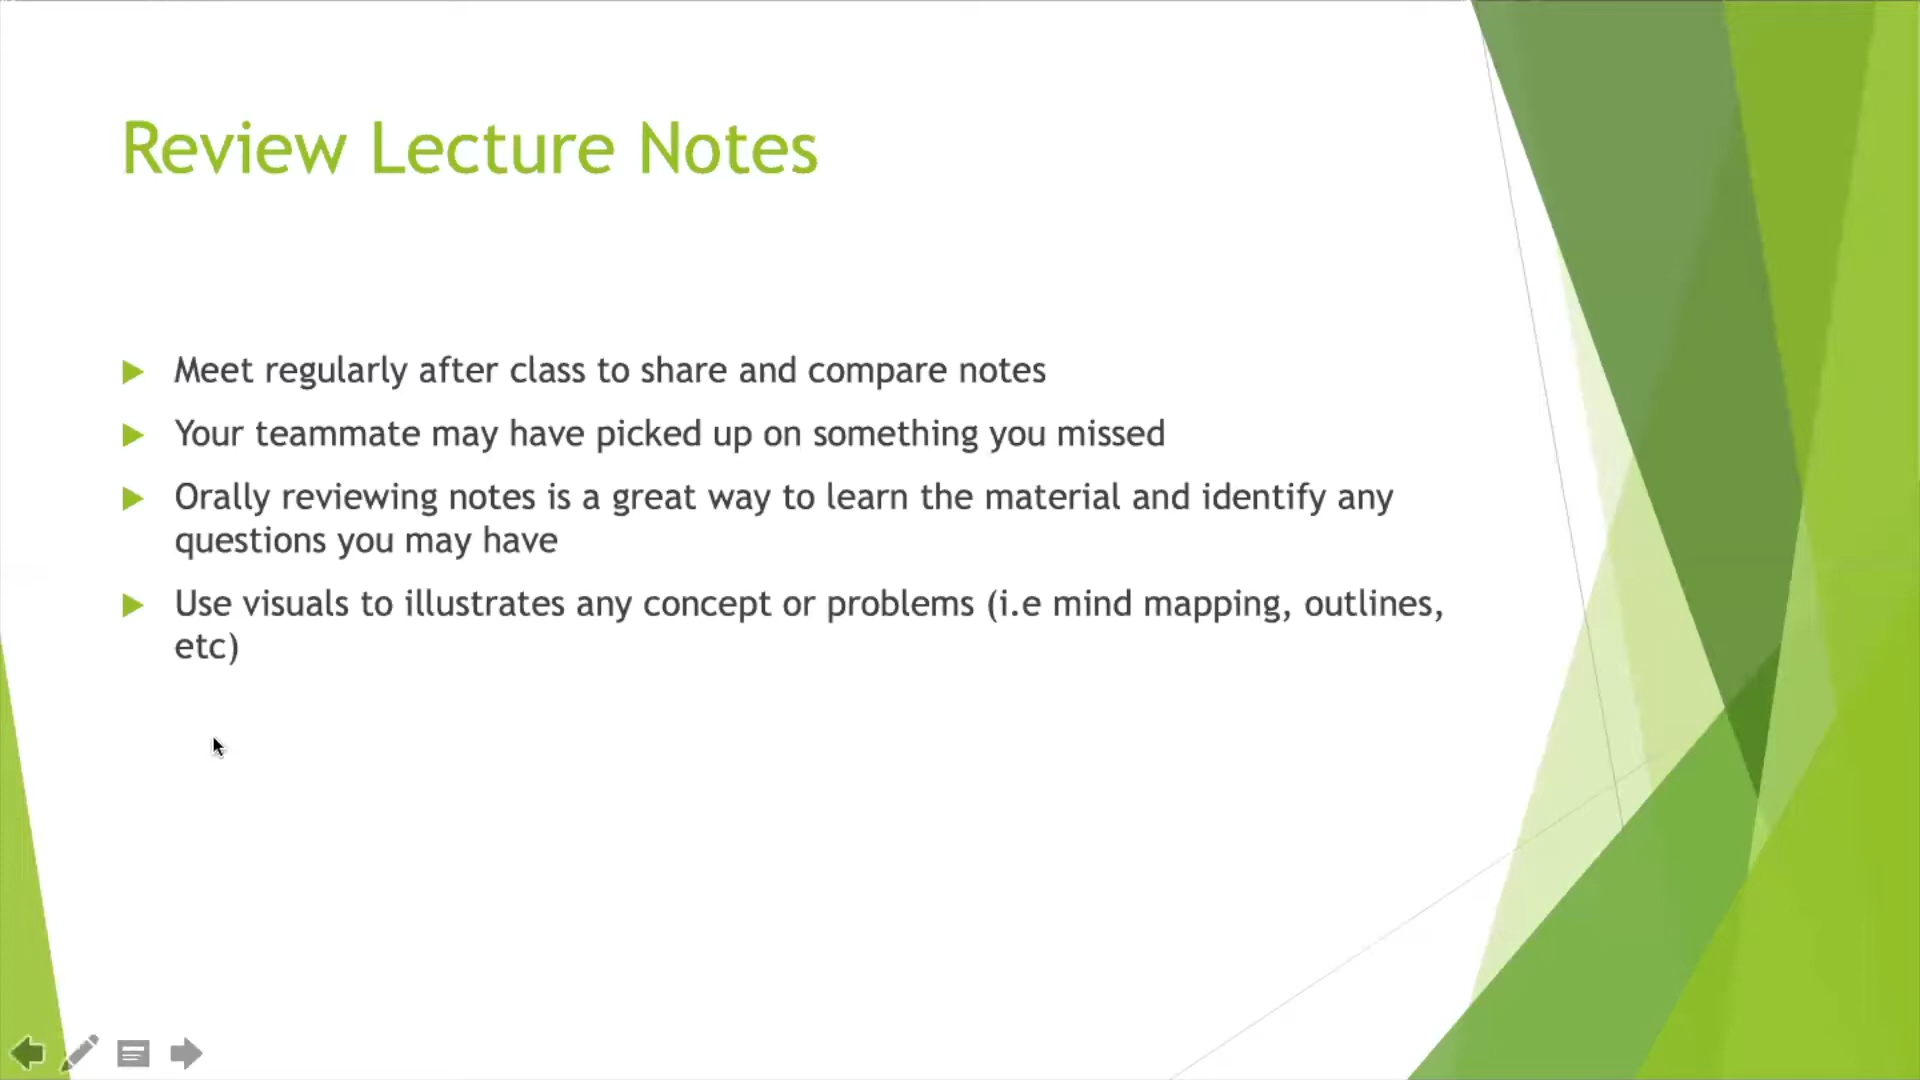 Review Lecture Notes
Meet regularly after class to share and compare notes
Your teammate may have picked up on something you missed
Orally reviewing notes is a great way to learn the material and identify any
questions you may have
Use visuals to illustrates any concept or problems (i.e mind mapping, outlines,
etc)